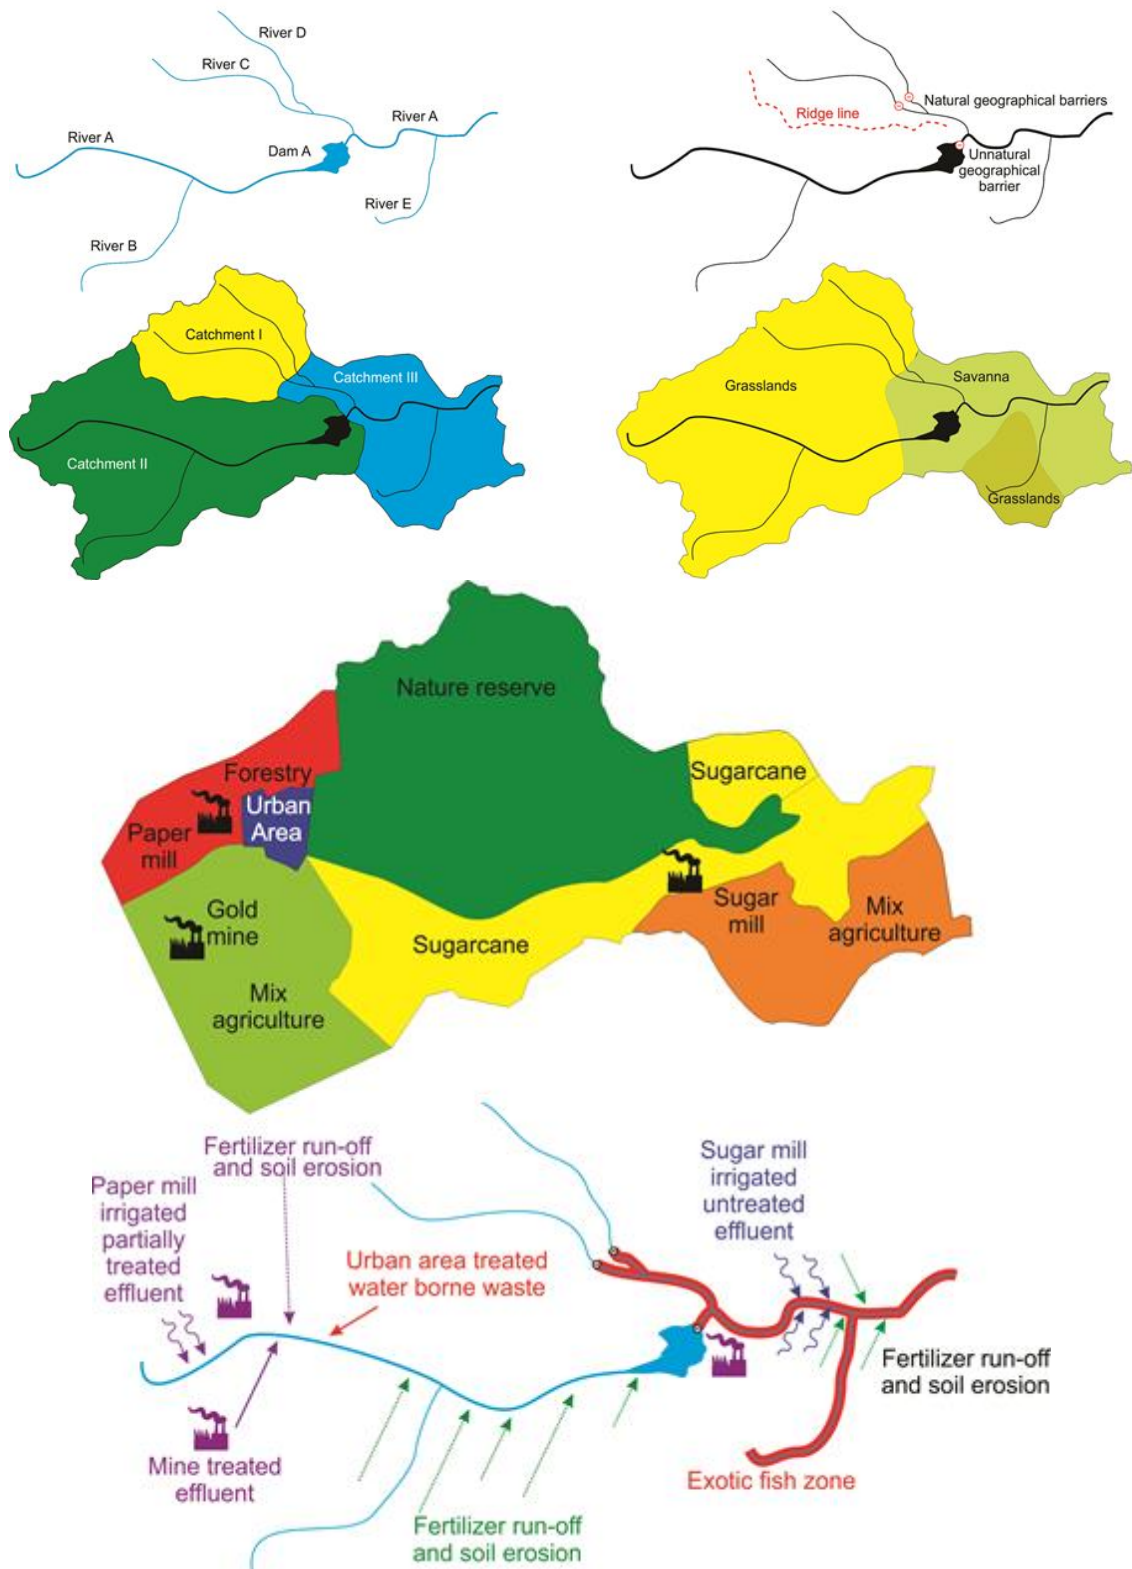 River D
River C
River A
River A
Dam A
River E
River B
Natural geographical barriers
Ridge line
Unnatural
geographical
barrier
Catchment I
Catchment III
Catchment II
Grasslands
Savanna
Grasslands
Nature reserve
Sugarcane
Forestry
Urban
Area
Paper
mill
Gold
mine
Sugar
mill
Mix
agriculture
Sugarcane
Mix
agriculture
Fertilizer run-off
and soil erosion
Paper mill
irrigated
partially
treated
effluent
Urban area treated
water borne waste
Sugar mill
irrigated
untreated
effluent
Fertilizer run-off
and soil erosion
Mine treated
effluent
Exotic fish zone
Fertilizer run-off
and soil erosion